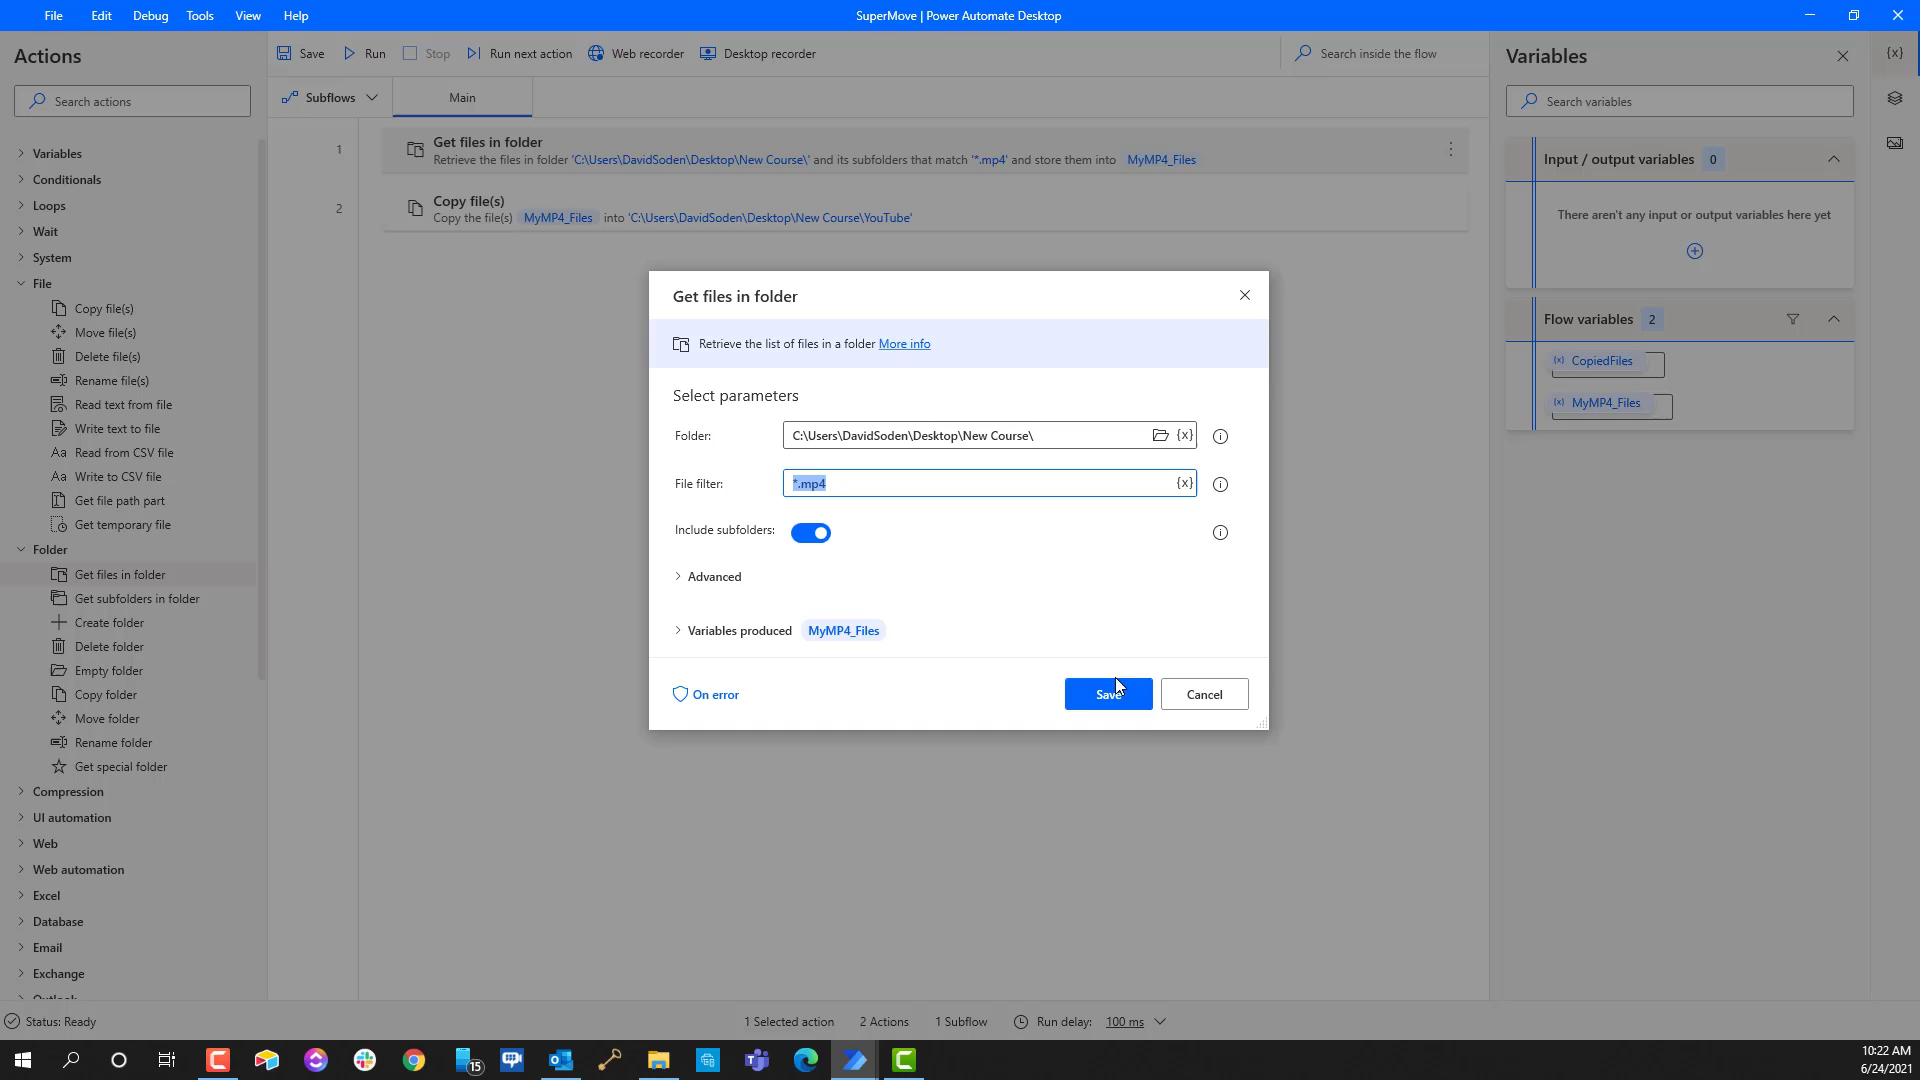 File Edit Debug Tools View Help
SuperMove | Power Automate Desktop
Actions
Search actions
Variables
Conditionals
Loops
Wait
System
File
Copy file(s)
Move file(s)
Delete file(s)
Rename file(s)
Read text from file
Write text to file
Read from CSV file
Write to CSV file
Get file path part
Get temporary file
Folder
Get files in folder
Get subfolders in folder
Create folder
Delete folder
Empty folder
Copy folder
Move folder
Rename folder
Get special folder
Compression
UI automation
Web
Web automation
Excel
Database
Email
Exchange
Outlook
Save Run Stop Run next action Web recorder Desktop recorder
Search inside the flow
Subflows Main
1 Get files in folder
Retrieve the files in folder 'C:\Users\DavidSoden\Desktop\New Course\' and its subfolders that match '*.mp4' and store them into MyMP4_Files
2 Copy file(s)
Copy the file(s) MyMP4_Files into 'C:\Users\DavidSoden\Desktop\New Course\YouTube'
Get files in folder
Retrieve the list of files in a folder More info
Select parameters
Folder: C:\Users\DavidSoden\Desktop\New Course\ {x}
File filter: *.mp4 {x}
Include subfolders:
Advanced
Variables produced MyMP4_Files
On error
Save Cancel
Variables
{x}
Search variables
Input / output variables 0
There aren't any input or output variables here yet
Flow variables 2
(x) CopiedFiles
(x) MyMP4_Files
Status: Ready
1 Selected action 2 Actions 1 Subflow Run delay: 100 ms
15
10:22 AM
6/24/2021